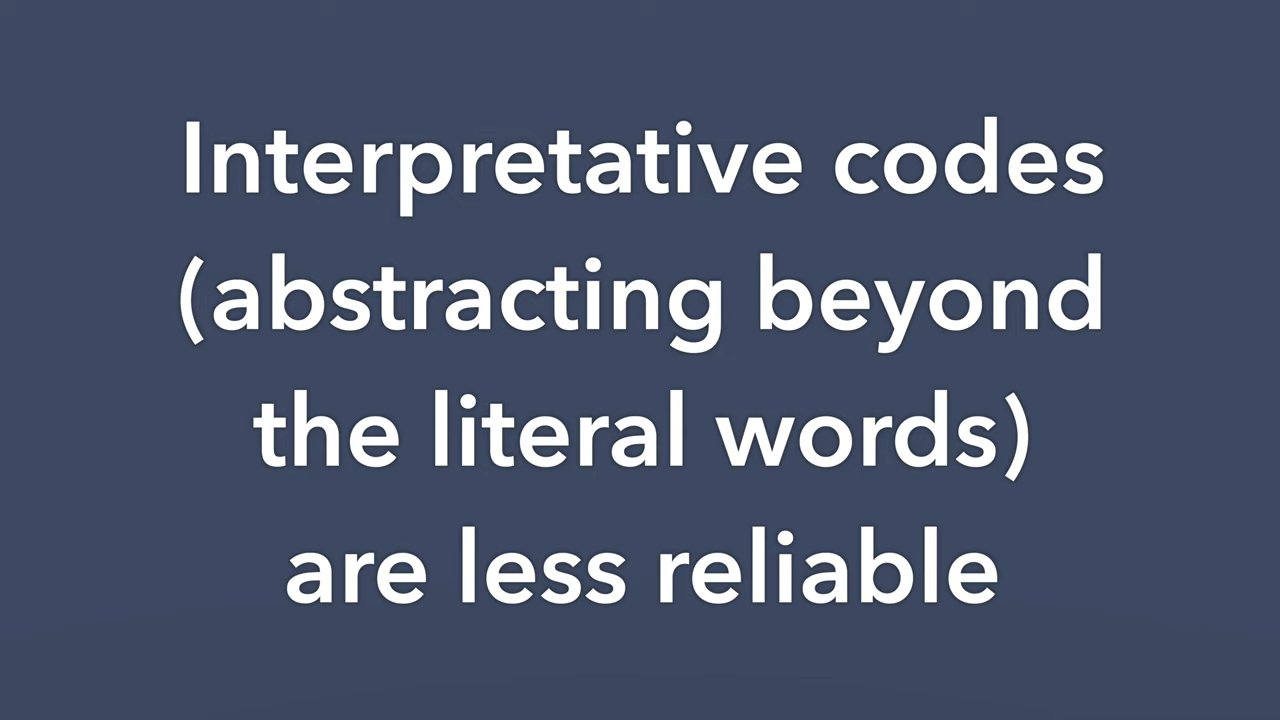 Interpretative codes
(abstracting beyond
the literal words)
are less reliable